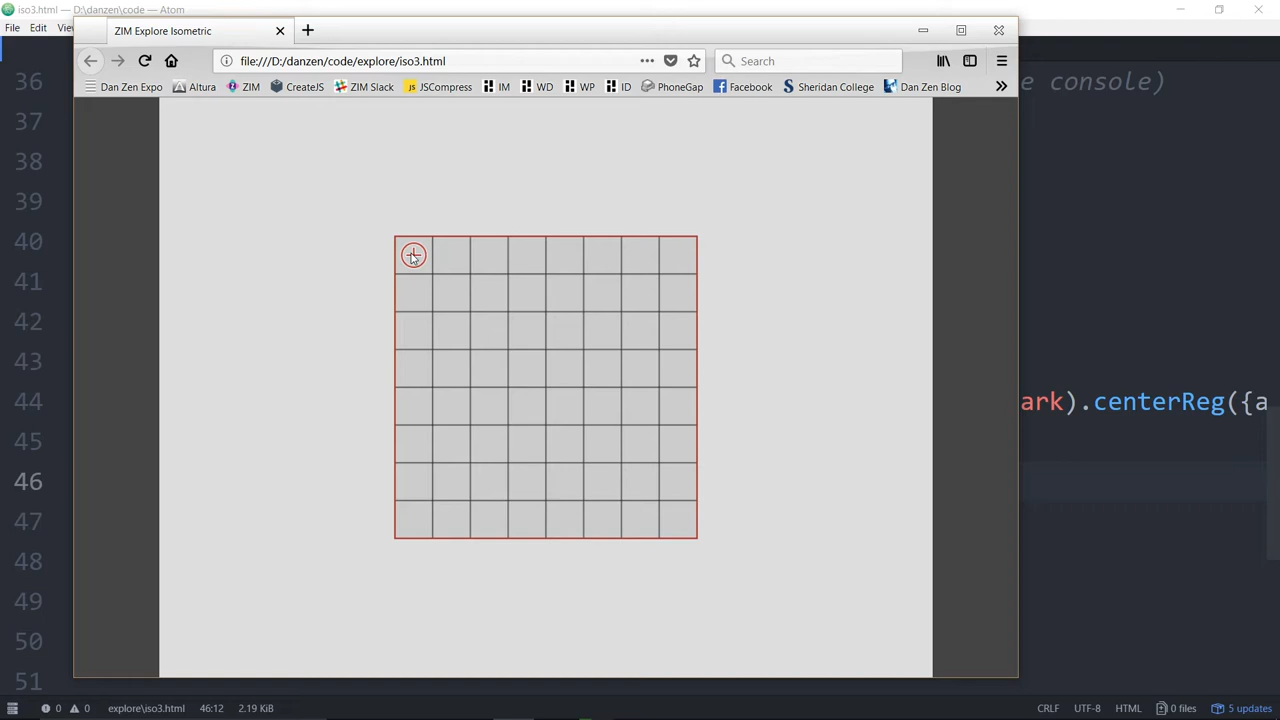 iso3.html — D:\danzen\code — Atom
File Edit View
ZIM Explore Isometric
file:///D:/danzen/code/explore/iso3.html
Search
Dan Zen Expo Altura ZIM CreateJS ZIM Slack JSCompress IM WD WP ID PhoneGap Facebook Sheridan College Dan Zen Blog
36 e console)
37
38
39
40
41
42
43
44 ark).centerReg({a
45
46
47
48
49
50
51
0 0 explore\iso3.html 46:12 2.19 KiB CRLF UTF-8 HTML 0 files 5 updates